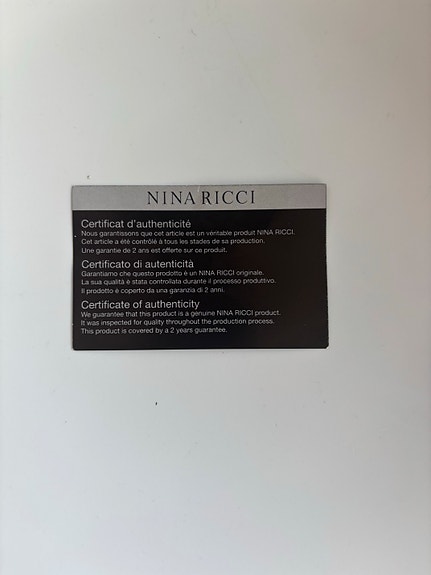 NINA RICCI
Certificat d'authenticité
Nous garantissons que cet article est un véritable produit NINA RICCI.
Cet article a été contrôlé à tous les stades de sa production.
Une garantie de 2 ans est offerte sur ce produit.
Certificato di autenticità
Garantiamo che questo prodotto è un NINA RICCI originale.
La sua qualità è stata controllata durante il processo produttivo.
Il prodotto è coperto da una garanzia di 2 anni.
Certificate of authenticity
We guarantee that this product is a genuine NINA RICCI product.
It was inspected for quality throughout the production process.
This product is covered by a 2 years guarantee.